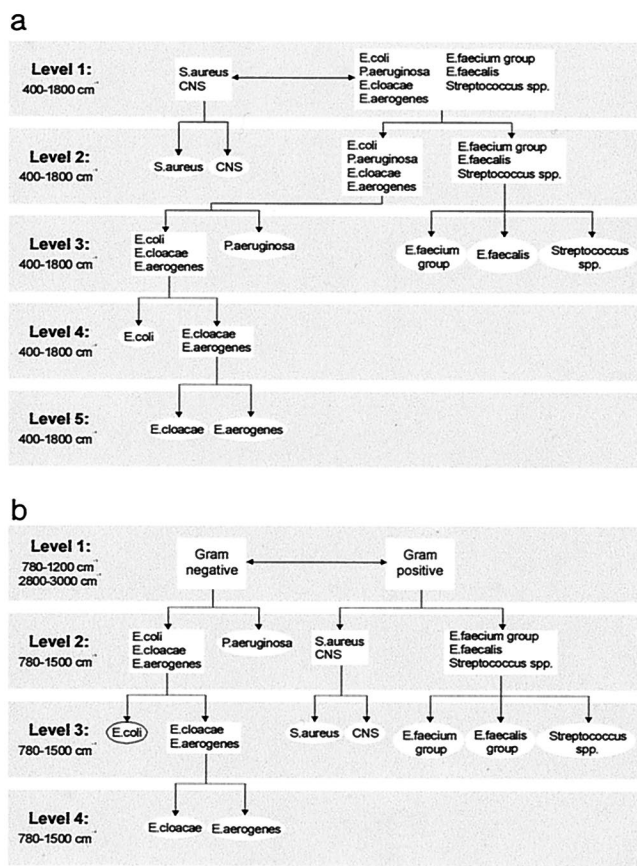 a
Level 1:
400-1800 cm⁻
S.aureus
CNS
E.coli
P.aeruginosa
E.cloacae
E.aerogenes
E.faecium group
E.faecalis
Streptococcus spp.
Level 2:
400-1800 cm⁻
S.aureus
CNS
E.coli
P.aeruginosa
E.cloacae
E.aerogenes
E.faecium group
E.faecalis
Streptococcus spp.
Level 3:
400-1800 cm⁻
E.coli
E.cloacae
E.aerogenes
P.aeruginosa
E.faecium
group
E.faecalis
Streptococcus
spp.
Level 4:
400-1800 cm⁻
E.coli
E.cloacae
E.aerogenes
Level 5:
400-1800 cm⁻
E.cloacae
E.aerogenes
b
Level 1:
780-1200 cm⁻
2800-3000 cm⁻
Gram
negative
Gram
positive
Level 2:
780-1500 cm⁻
E.coli
E.cloacae
E.aerogenes
P.aeruginosa
S.aureus
CNS
E.faecium group
E.faecalis
Streptococcus spp.
Level 3:
780-1500 cm⁻
E.coli
E.cloacae
E.aerogenes
S.aureus
CNS
E.faecium
group
E.faecalis
group
Streptococcus
spp.
Level 4:
780-1500 cm⁻
E.cloacae
E.aerogenes